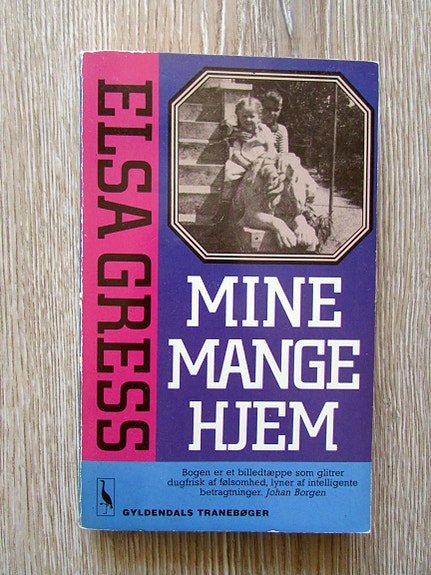 ELSA GRESS
MINE
MANGE
HJEM
Bogen er et billedtæppe som glitrer
dugfrisk af følsomhed, lyner af intelligente
betragtninger. Johan Borgen
GYLDENDALS TRANEBØGER